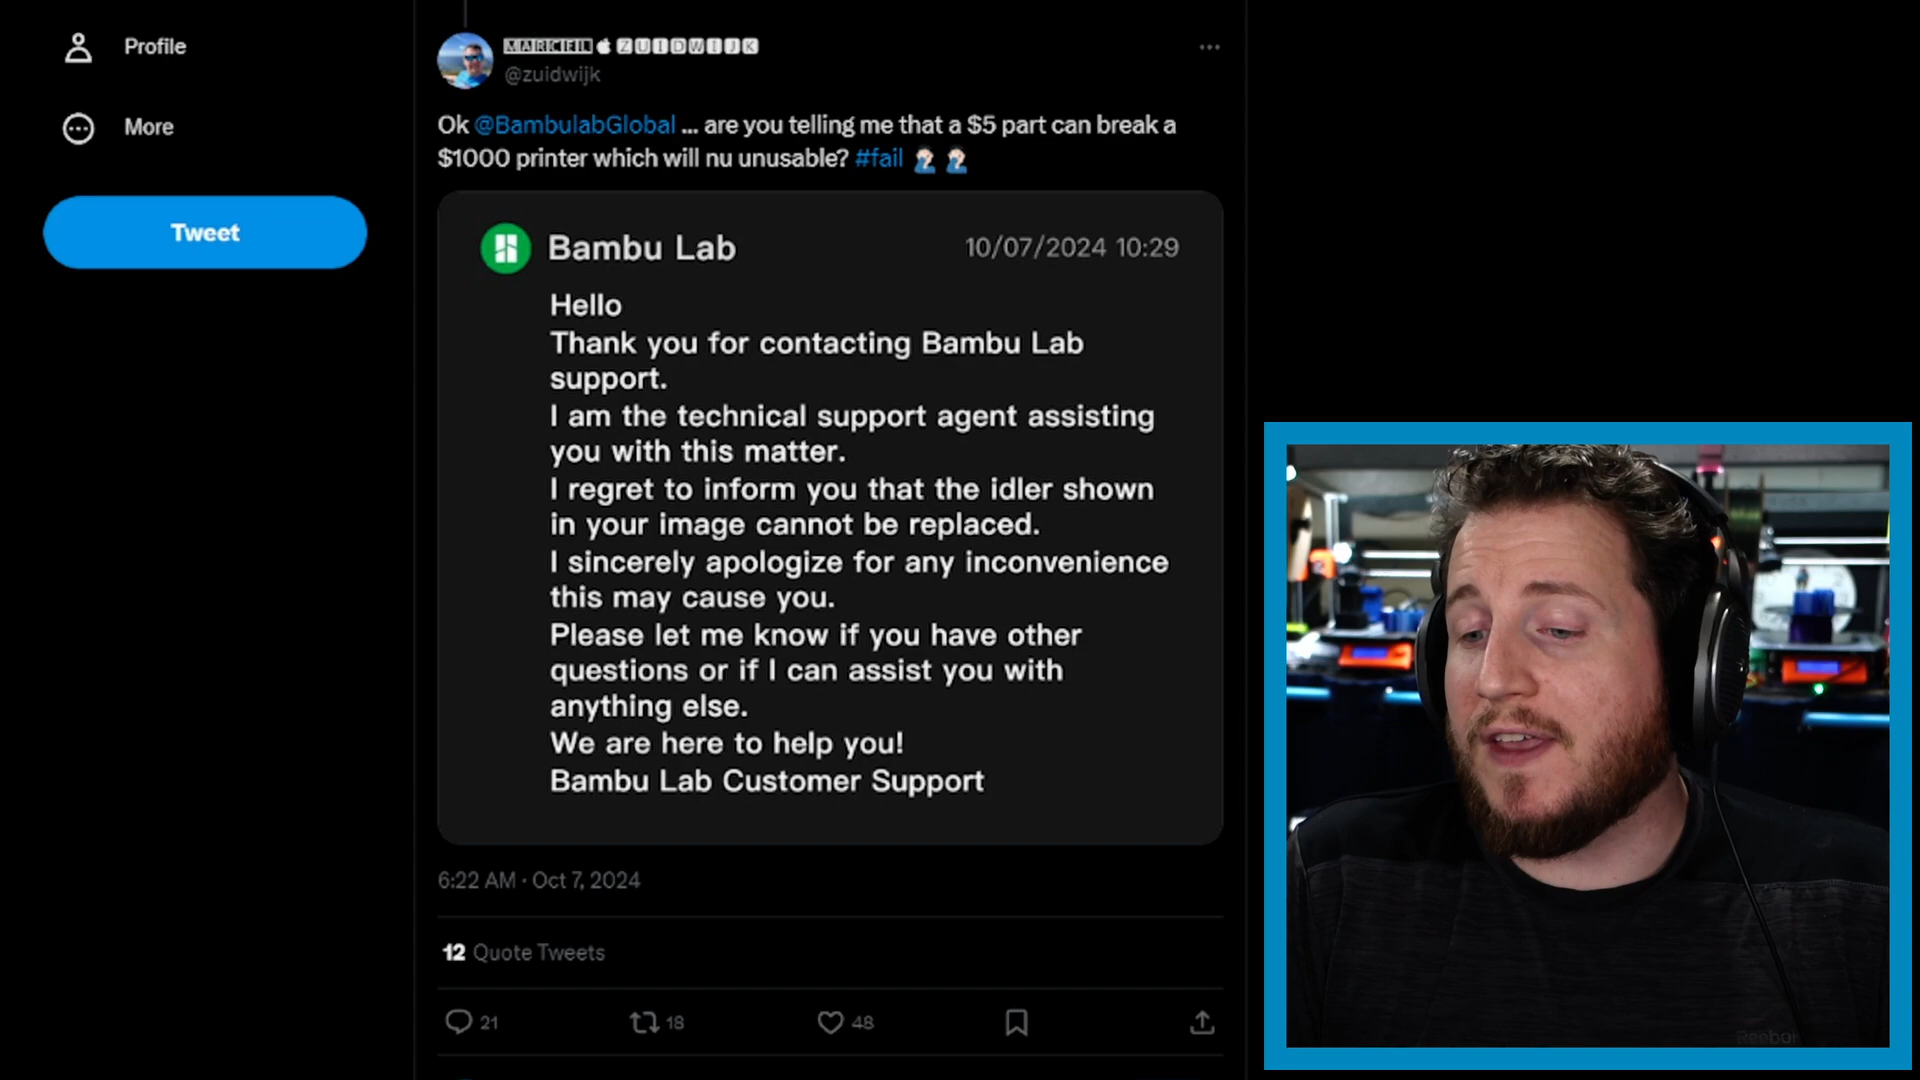 Profile
More
Tweet
MARCEL ZUIDWIJK
@zuidwijk
Ok @BambulabGlobal ... are you telling me that a $5 part can break a
$1000 printer which will nu unusable? #fail
Bambu Lab
10/07/2024 10:29
Hello
Thank you for contacting Bambu Lab
support.
I am the technical support agent assisting
you with this matter.
I regret to inform you that the idler shown
in your image cannot be replaced.
I sincerely apologize for any inconvenience
this may cause you.
Please let me know if you have other
questions or if I can assist you with
anything else.
We are here to help you!
Bambu Lab Customer Support
6:22 AM · Oct 7, 2024
12 Quote Tweets
21
18
48
Reebok